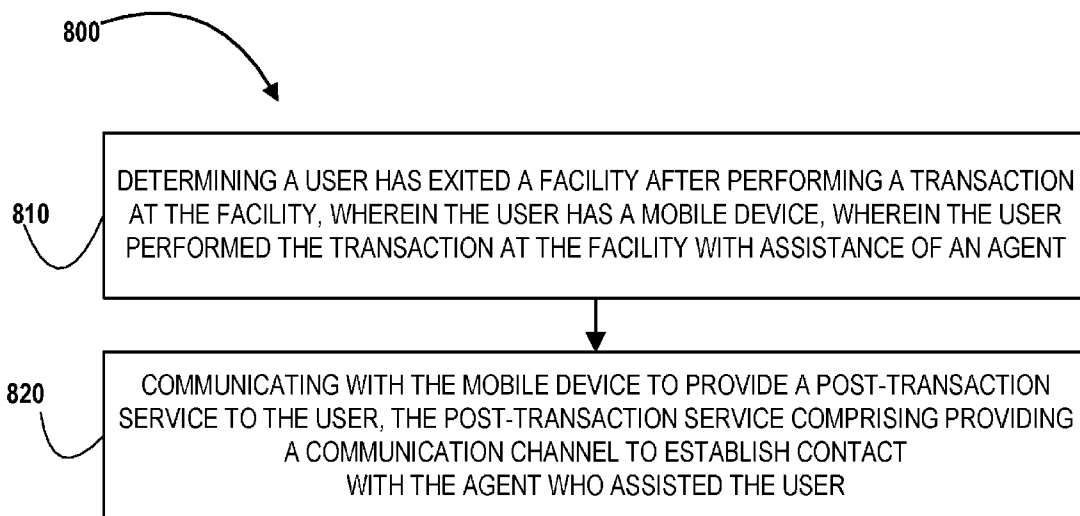 800
810
DETERMINING A USER HAS EXITED A FACILITY AFTER PERFORMING A TRANSACTION
AT THE FACILITY, WHEREIN THE USER HAS A MOBILE DEVICE, WHEREIN THE USER
PERFORMED THE TRANSACTION AT THE FACILITY WITH ASSISTANCE OF AN AGENT
820
COMMUNICATING WITH THE MOBILE DEVICE TO PROVIDE A POST-TRANSACTION
SERVICE TO THE USER, THE POST-TRANSACTION SERVICE COMPRISING PROVIDING
A COMMUNICATION CHANNEL TO ESTABLISH CONTACT
WITH THE AGENT WHO ASSISTED THE USER